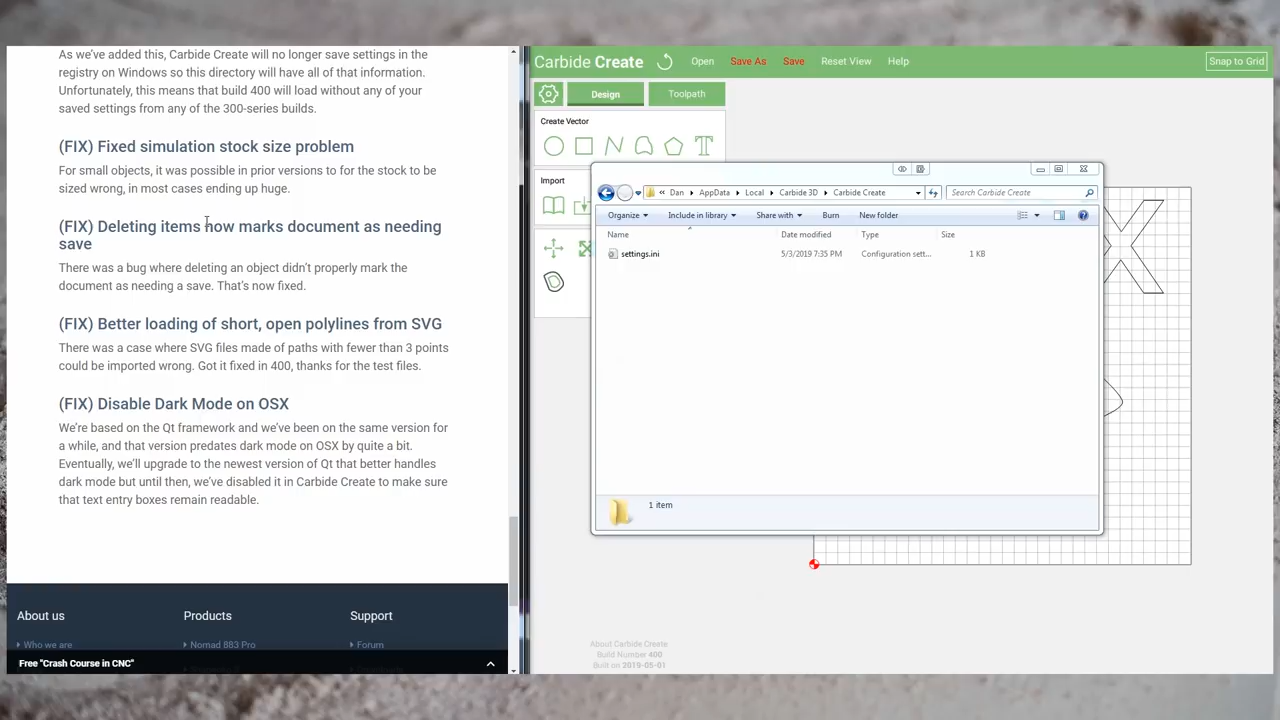 As we've added this, Carbide Create will no longer save settings in the
registry on Windows so this directory will have all of that information.
Unfortunately, this means that build 400 will load without any of your
saved settings from any of the 300-series builds.
(FIX) Fixed simulation stock size problem
For small objects, it was possible in prior versions to for the stock to be
sized wrong, in most cases ending up huge.
(FIX) Deleting items now marks document as needing
save
There was a bug where deleting an object didn't properly mark the
document as needing a save. That's now fixed.
(FIX) Better loading of short, open polylines from SVG
There was a case where SVG files made of paths with fewer than 3 points
could be imported wrong. Got it fixed in 400, thanks for the test files.
(FIX) Disable Dark Mode on OSX
We're based on the Qt framework and we've been on the same version for
a while, and that version predates dark mode on OSX by quite a bit.
Eventually, we'll upgrade to the newest version of Qt that better handles
dark mode but until then, we've disabled it in Carbide Create to make sure
that text entry boxes remain readable.
About us Products Support
Who we are Nomad 883 Pro Forum
Free "Crash Course in CNC"
Carbide Create Open Save As Save Reset View Help Snap to Grid
Design Toolpath
Create Vector
Import
« Dan AppData Local Carbide 3D Carbide Create Search Carbide Create
Organize Include in library Share with Burn New folder
Name Date modified Type Size
settings.ini 5/3/2019 7:35 PM Configuration sett... 1 KB
1 item
X
About Carbide Create
Build Number 400
Built on 2019-05-01